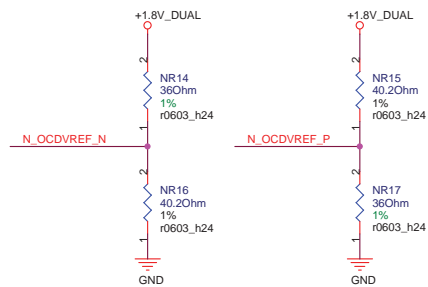 +1.8V_DUAL
2
NR14
36Ohm
1%
r0603_h24
1
N_OCDVREF_N
2
NR16
40.2Ohm
1%
r0603_h24
1
GND
+1.8V_DUAL
2
NR15
40.2Ohm
1%
r0603_h24
1
N_OCDVREF_P
2
NR17
36Ohm
1%
r0603_h24
1
GND